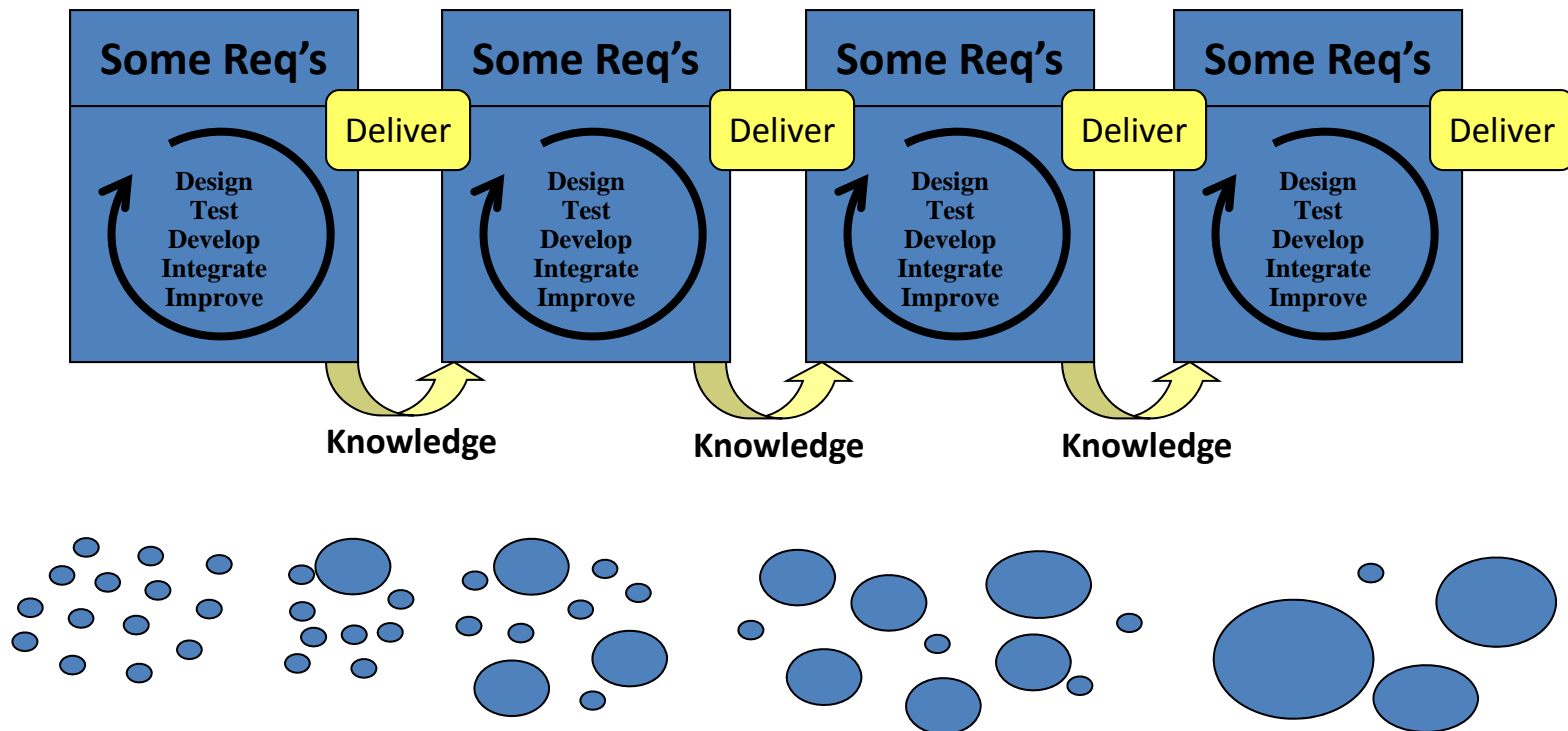 Some Req's
Some Req's
Some Req's
Some Req's
Deliver
Deliver
Deliver
Deliver
Design
Test
Develop
Integrate
Improve
Design
Test
Develop
Integrate
Improve
Design
Test
Develop
Integrate
Improve
Design
Test
Develop
Integrate
Improve
Knowledge
Knowledge
Knowledge